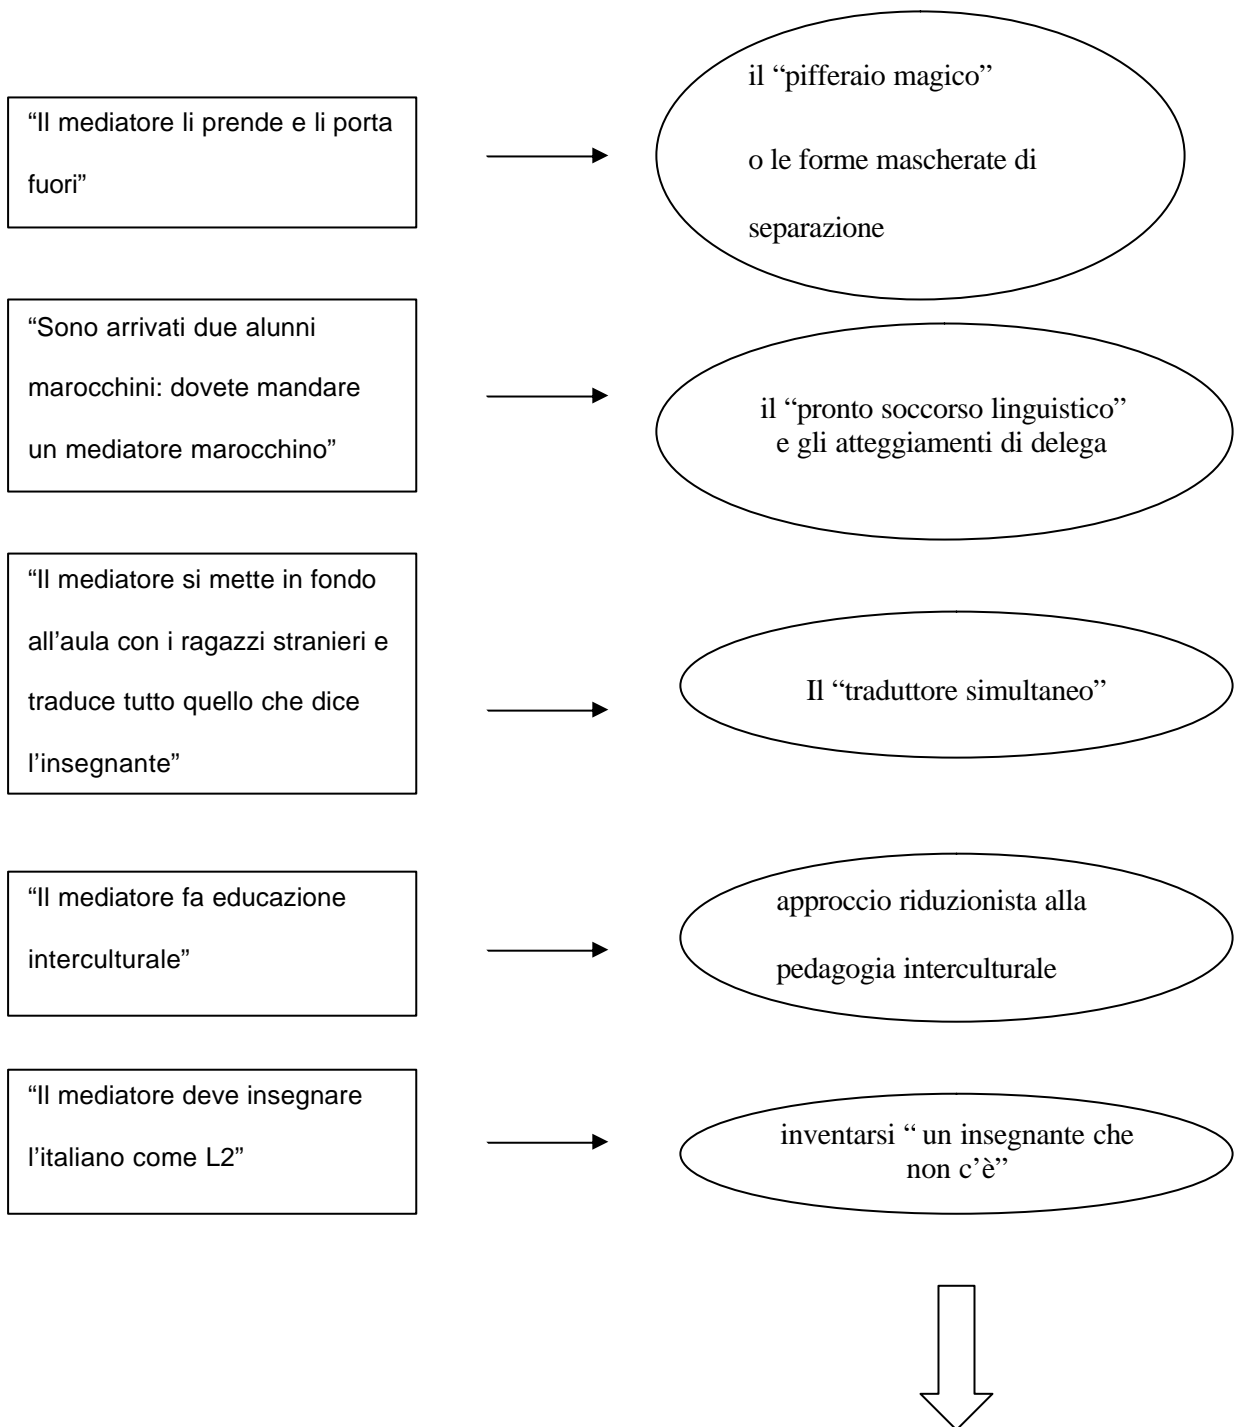 “Il mediatore li prende e li porta
fuori”
il “pifferaio magico”
o le forme mascherate di
separazione
“Sono arrivati due alunni
marocchini: dovete mandare
un mediatore marocchino”
il “pronto soccorso linguistico”
e gli atteggiamenti di delega
“Il mediatore si mette in fondo
all’aula con i ragazzi stranieri e
traduce tutto quello che dice
l’insegnante”
Il “traduttore simultaneo”
“Il mediatore fa educazione
interculturale”
approccio riduzionista alla
pedagogia interculturale
“Il mediatore deve insegnare
l’italiano come L2”
inventarsi “ un insegnante che
non c’è”